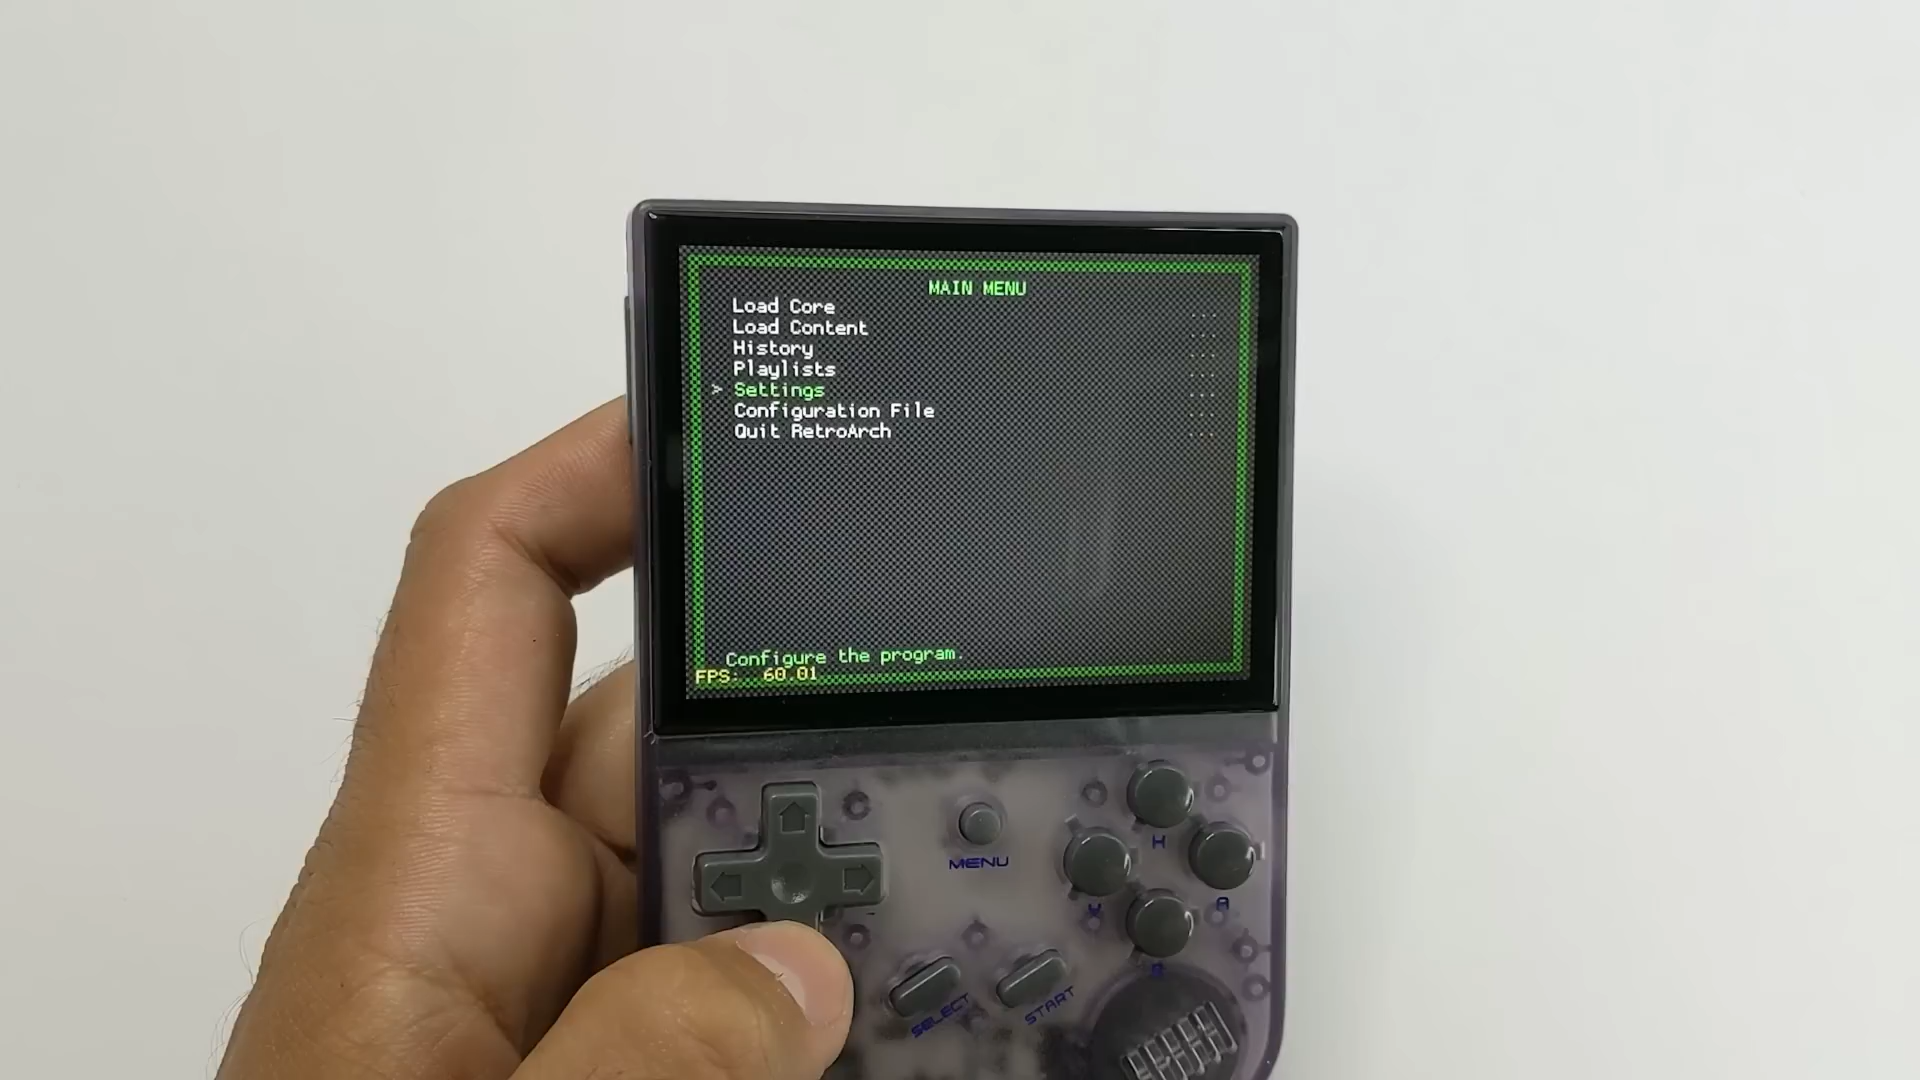 MAIN MENU
Load Core ...
Load Content ...
History ...
Playlists ...
> Settings ...
Configuration File ...
Quit RetroArch ...
Configure the program.
FPS: 60.01
MENU
X
Y
A
B
SELECT
START